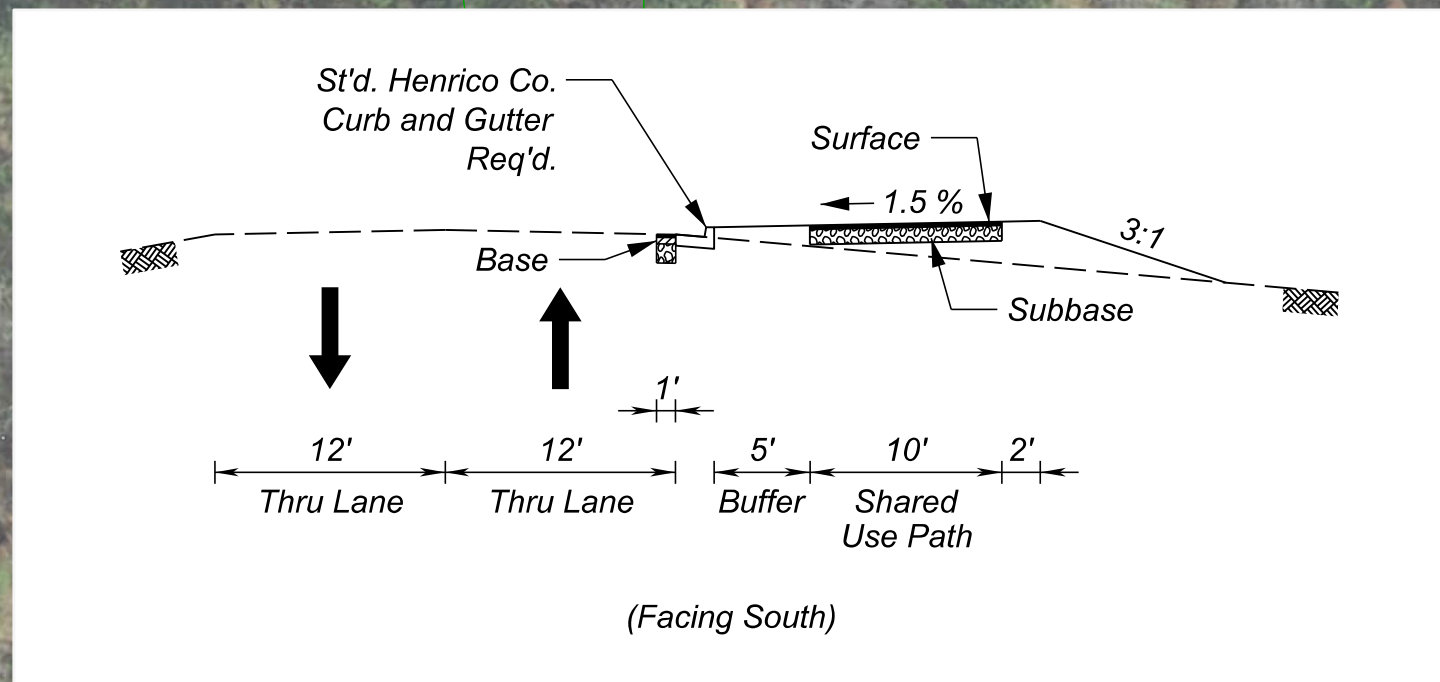 St'd. Henrico Co.
Curb and Gutter
Req'd.
Surface
1.5 %
3:1
Base
Subbase
1'
12'
12'
5'
10'
2'
Thru Lane
Thru Lane
Buffer
Shared
Use Path
(Facing South)